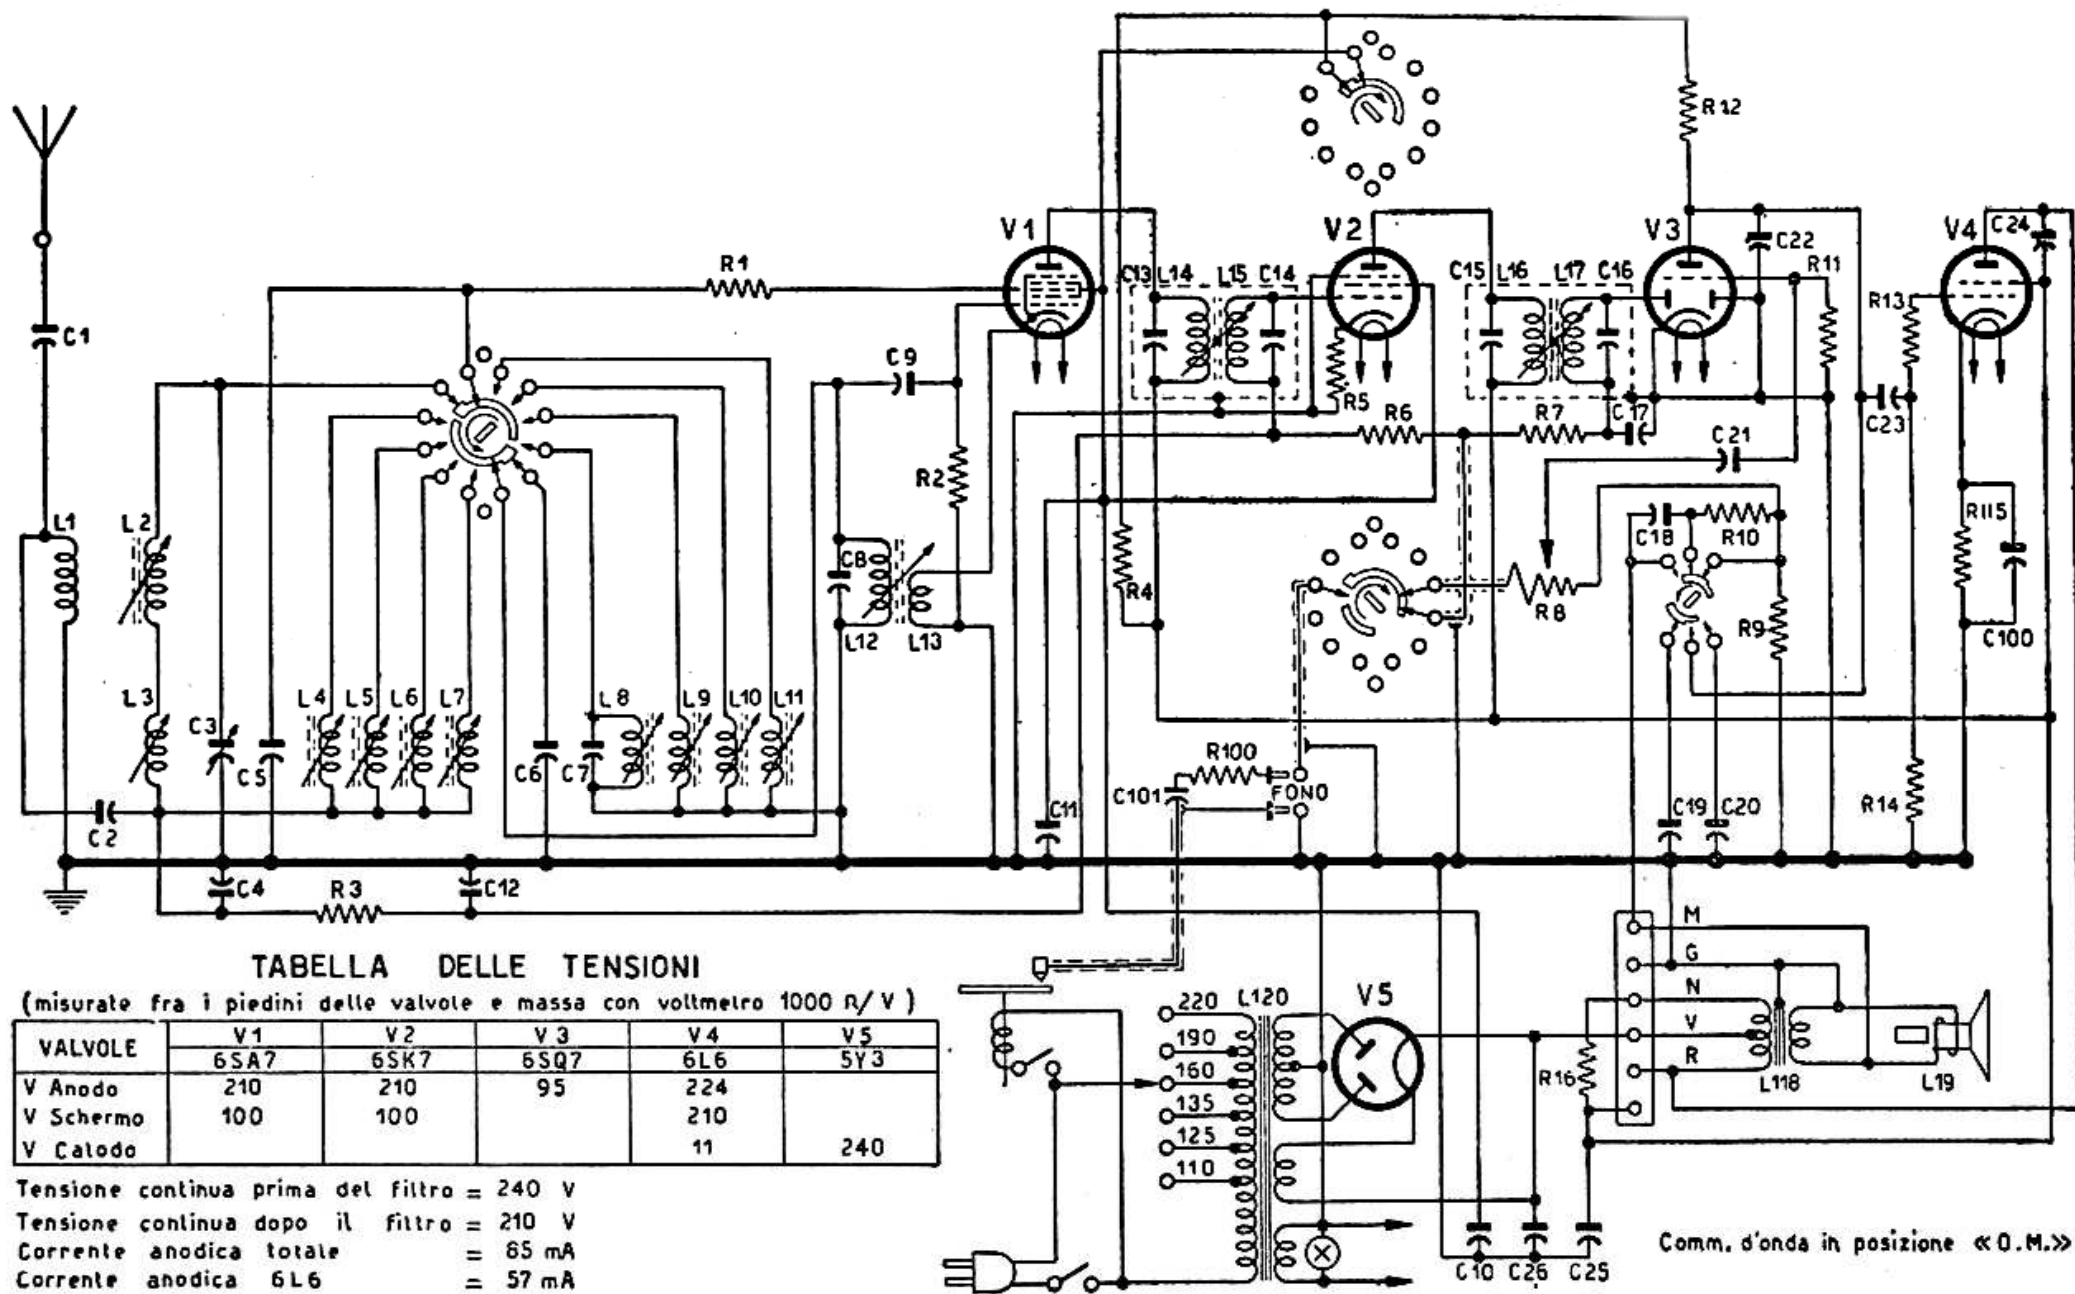 R12
V1
V2
V3
V4
C24
C22
R1
C13 L14 L15 C14
C15 L16 L17 C16
R11
R13
C1
C9
R5
R6
R7
C17
C23
C21
R2
L1
L2
C8
R4
C18
R10
R115
R8
R9
C100
L12
L13
L3
C3
C5
L4 L5 L6 L7
C6
C7
L8 L9 L10 L11
R100
C101
FONO
C11
C19
C20
R14
C2
C4
R3
C12
TABELLA DELLE TENSIONI
(misurate fra i piedini delle valvole e massa con voltmetro 1000 Ω/V)
VALVOLE V1 V2 V3 V4 V5
6SA7 6SK7 6SQ7 6L6 5Y3
V Anodo 210 210 95 224
V Schermo 100 100 210
V Catodo 11 240
Tensione continua prima del filtro = 240 V
Tensione continua dopo il filtro = 210 V
Corrente anodica totale = 85 mA
Corrente anodica 6L6 = 57 mA
220
190
160
135
125
110
L120
V5
M
G
N
V
R
R16
L118
L19
C10
C26
C25
Comm. d'onda in posizione «O.M.»